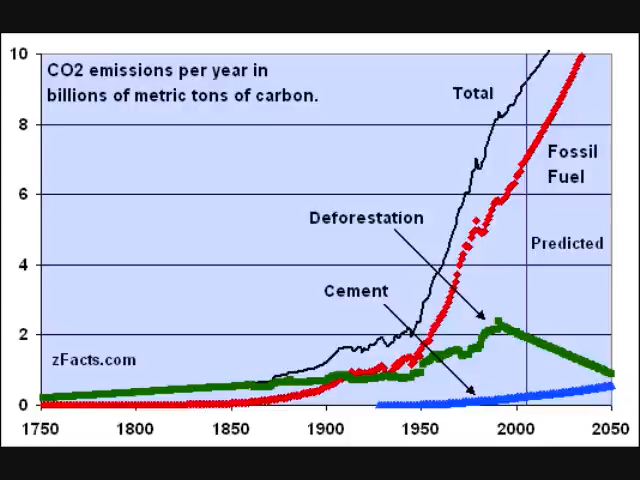 CO2 emissions per year in
billions of metric tons of carbon.
Total
Fossil
Fuel
Deforestation
Predicted
Cement
zFacts.com
10
8
6
4
2
0
1750 1800 1850 1900 1950 2000 2050